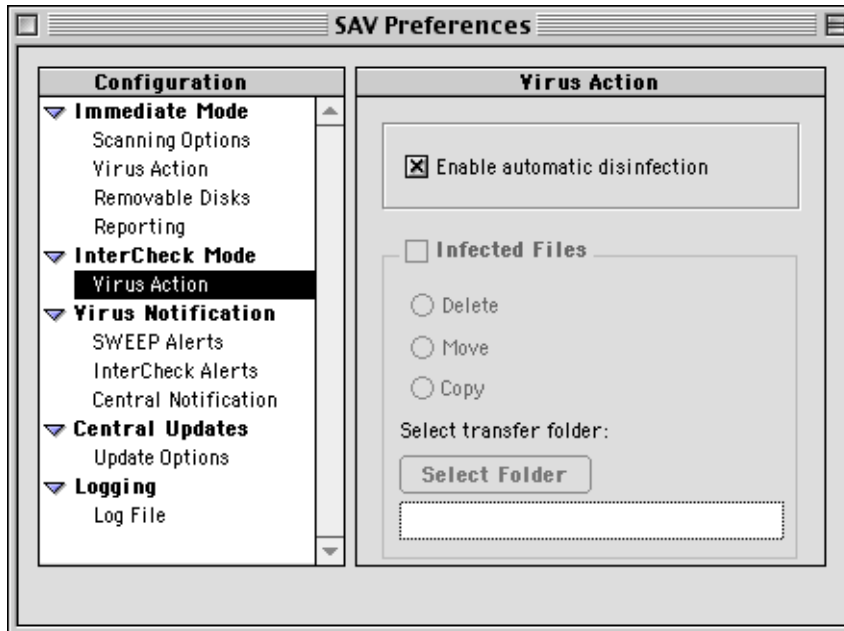 SAV Preferences
Configuration
Immediate Mode
Scanning Options
Virus Action
Removable Disks
Reporting
InterCheck Mode
Virus Action
Virus Notification
SWEEP Alerts
InterCheck Alerts
Central Notification
Central Updates
Update Options
Logging
Log File
Virus Action
Enable automatic disinfection
Infected Files
Delete
Move
Copy
Select transfer folder:
Select Folder